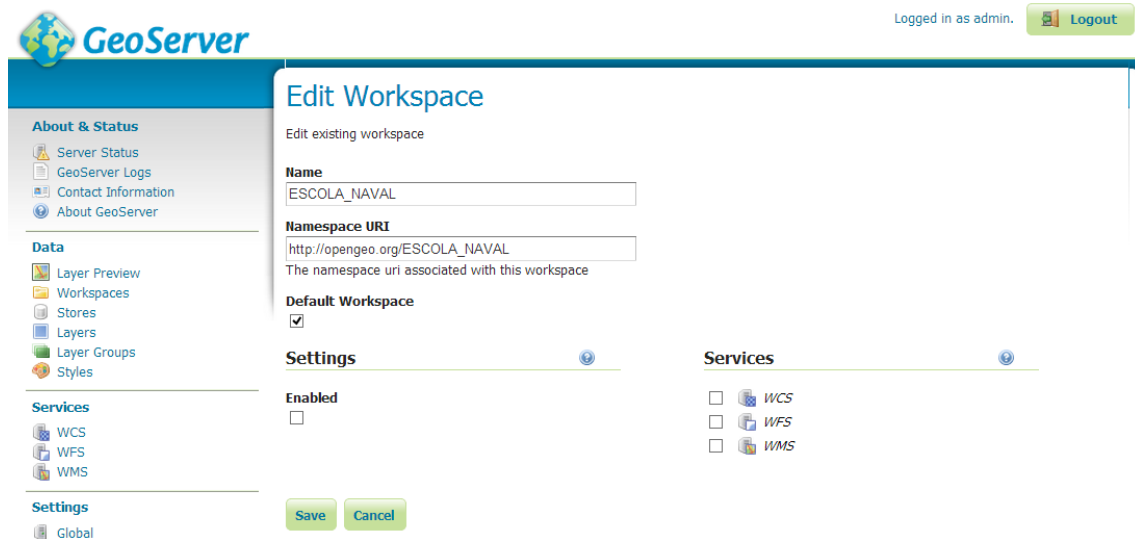 GeoServer
Logged in as admin.
Logout
About & Status
Server Status
GeoServer Logs
Contact Information
About GeoServer
Data
Layer Preview
Workspaces
Stores
Layers
Layer Groups
Styles
Services
WCS
WFS
WMS
Settings
Global
Edit Workspace
Edit existing workspace
Name
ESCOLA_NAVAL
Namespace URI
http://opengeo.org/ESCOLA_NAVAL
The namespace uri associated with this workspace
Default Workspace
Settings
Enabled
Services
WCS
WFS
WMS
Save
Cancel